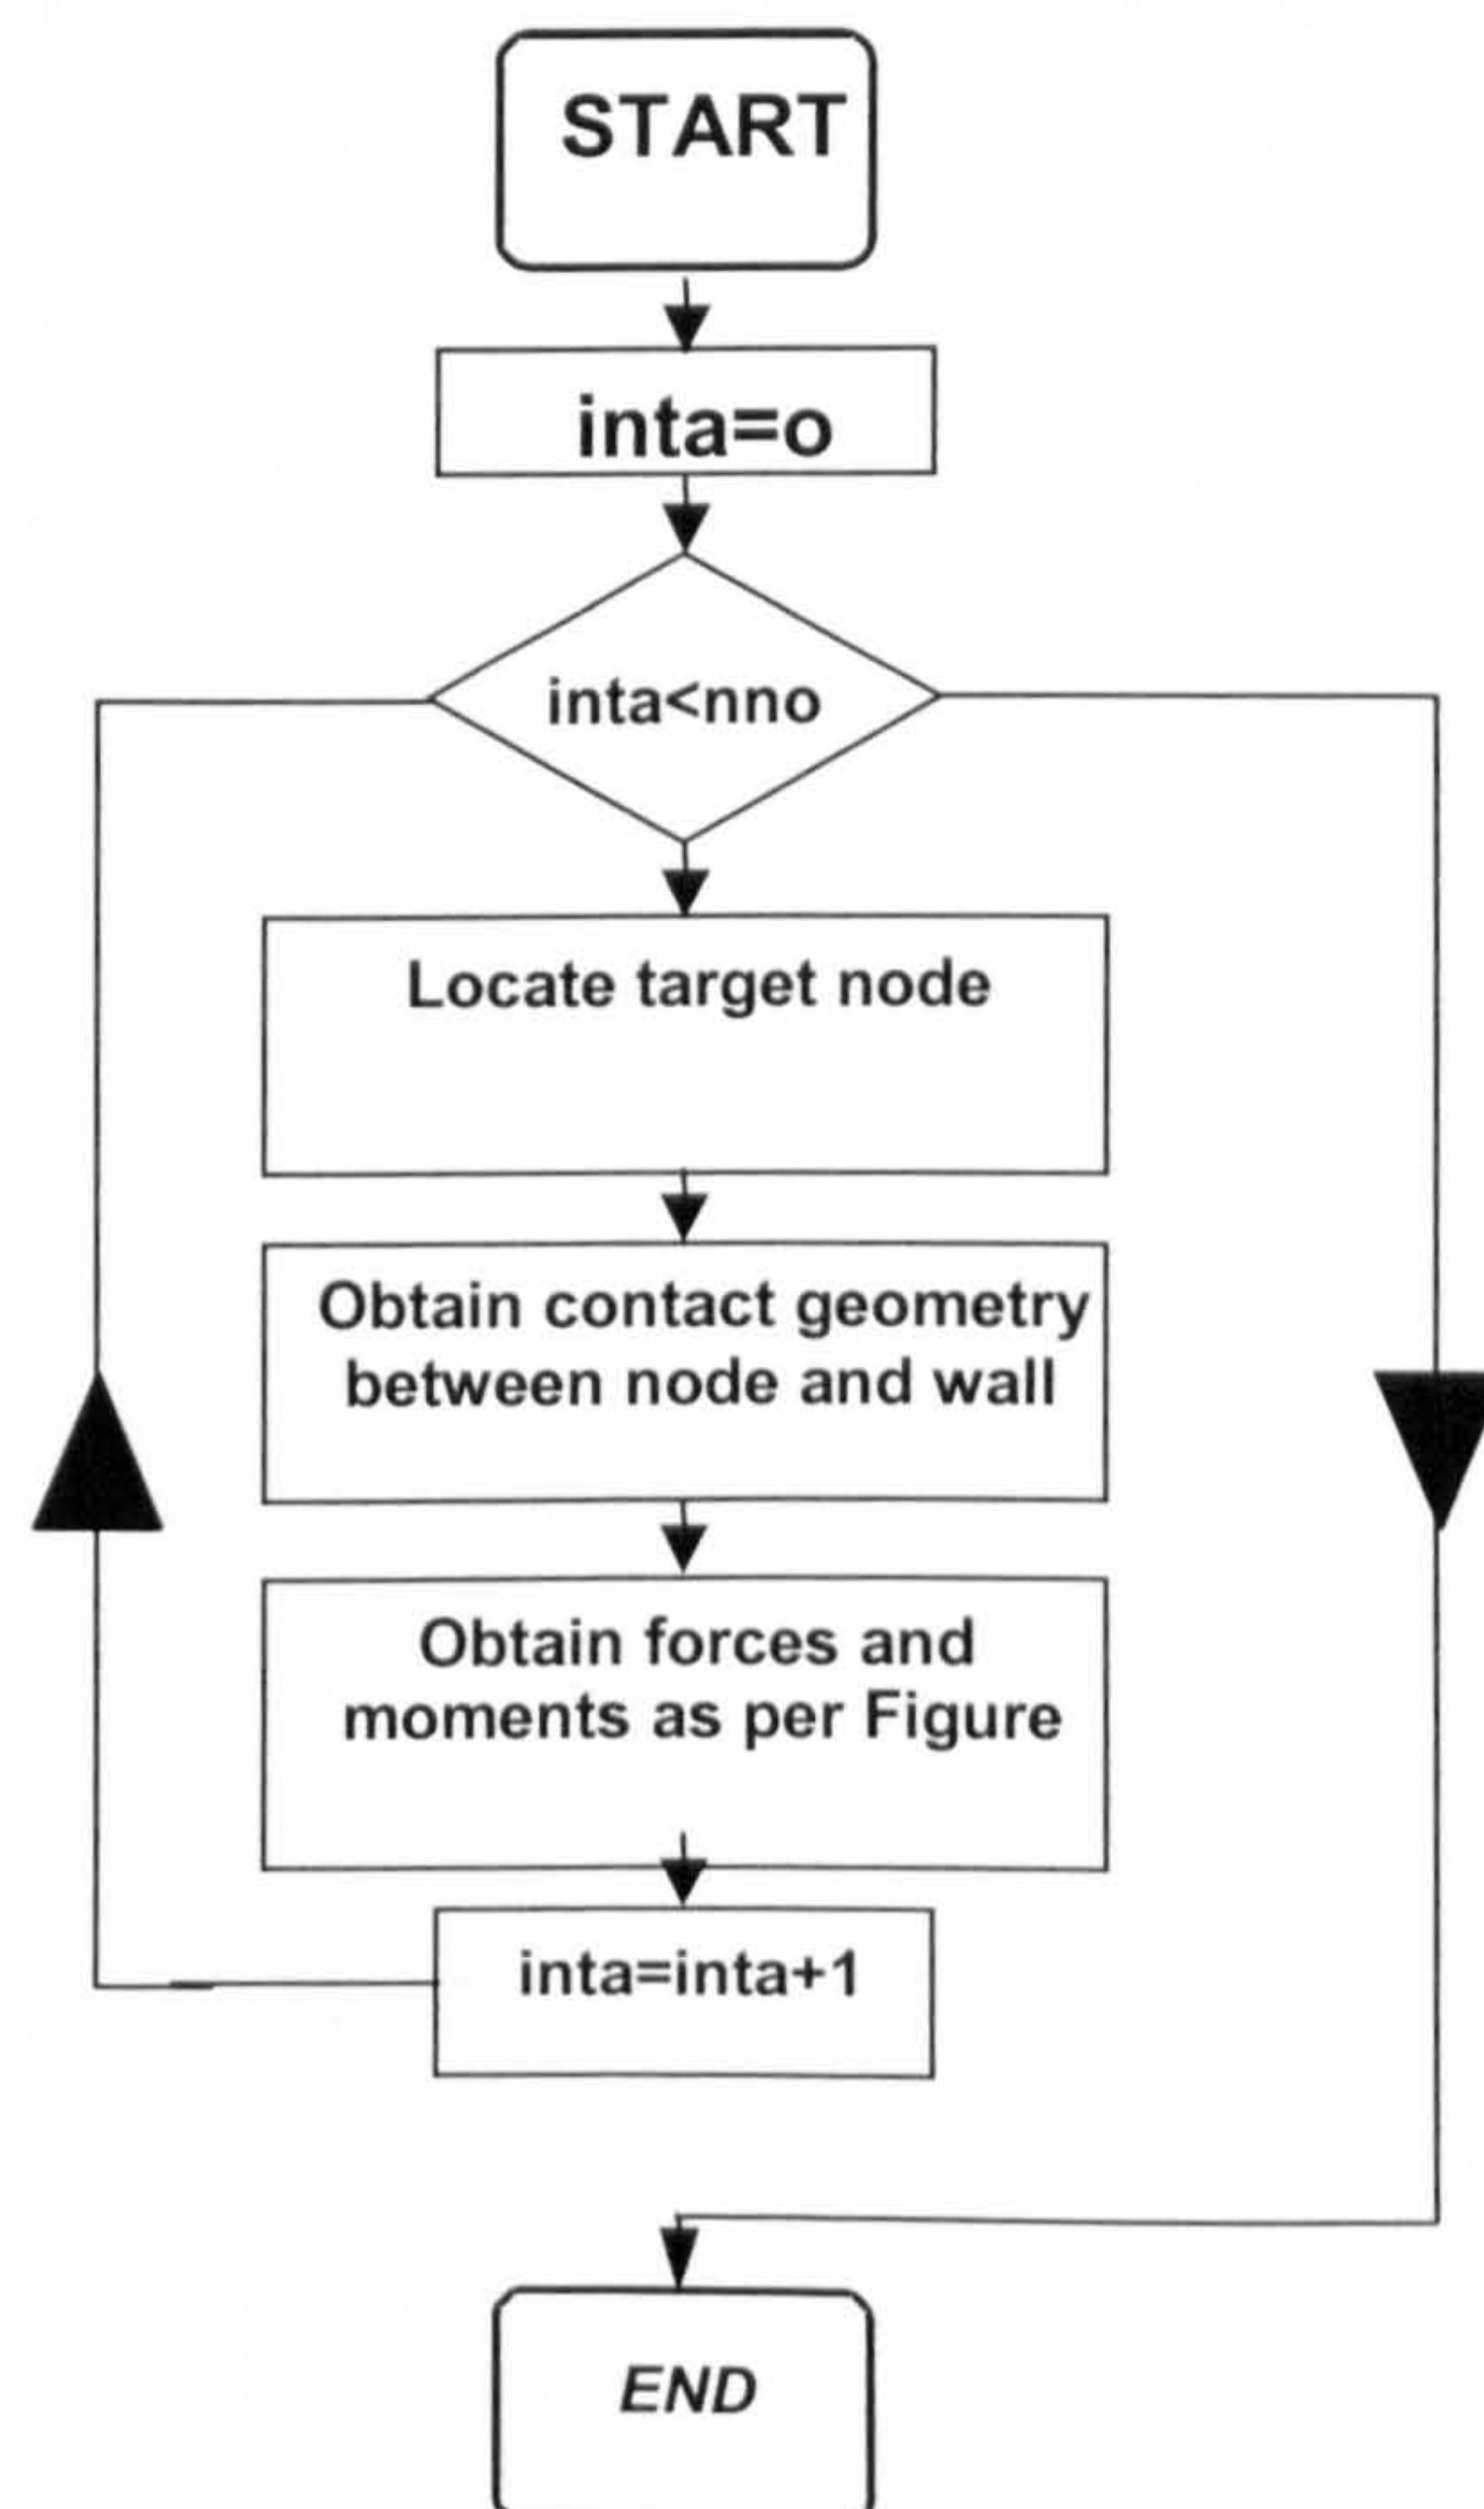 START
inta=o
inta<nno
Locate target node
Obtain contact geometry
between node and wall
Obtain forces and
moments as per Figure
inta=inta+1
END